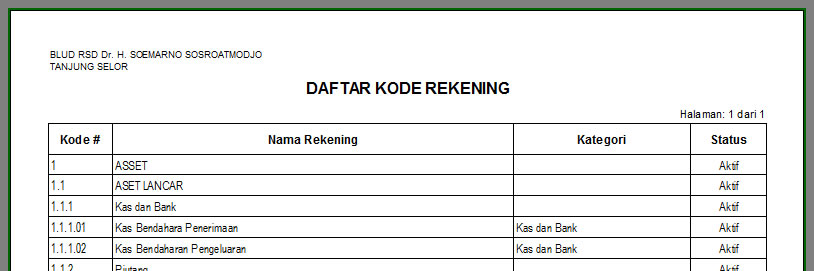 BLUD RSD Dr. H. SOEMARNO SOSROATMODJO
TANJUNG SELOR
DAFTAR KODE REKENING
Halaman: 1 dari 1
Kode # Nama Rekening Kategori Status
1 ASSET Aktif
1.1 ASET LANCAR Aktif
1.1.1 Kas dan Bank Aktif
1.1.1.01 Kas Bendahara Penerimaan Kas dan Bank Aktif
1.1.1.02 Kas Bendaharan Pengeluaran Kas dan Bank Aktif
1.1.2 Piutang Aktif